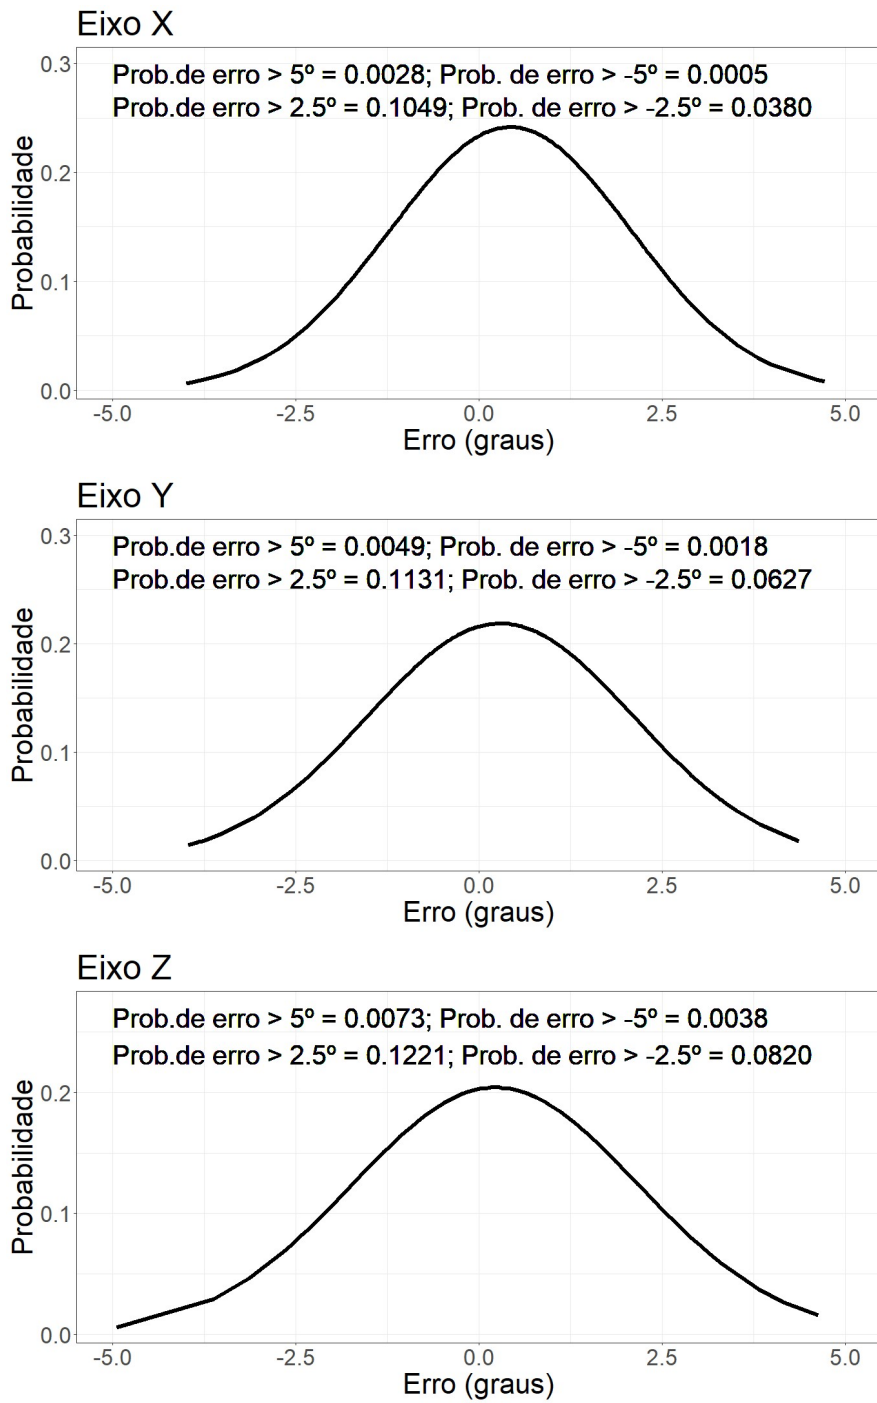 Eixo X
Prob.de erro > 5º = 0.0028; Prob. de erro > -5º = 0.0005
Prob.de erro > 2.5º = 0.1049; Prob. de erro > -2.5º = 0.0380
Probabilidade
0.3
0.2
0.1
0.0
-5.0 -2.5 0.0 2.5 5.0
Erro (graus)
Eixo Y
Prob.de erro > 5º = 0.0049; Prob. de erro > -5º = 0.0018
Prob.de erro > 2.5º = 0.1131; Prob. de erro > -2.5º = 0.0627
Probabilidade
0.3
0.2
0.1
0.0
-5.0 -2.5 0.0 2.5 5.0
Erro (graus)
Eixo Z
Prob.de erro > 5º = 0.0073; Prob. de erro > -5º = 0.0038
Prob.de erro > 2.5º = 0.1221; Prob. de erro > -2.5º = 0.0820
Probabilidade
0.2
0.1
0.0
-5.0 -2.5 0.0 2.5 5.0
Erro (graus)